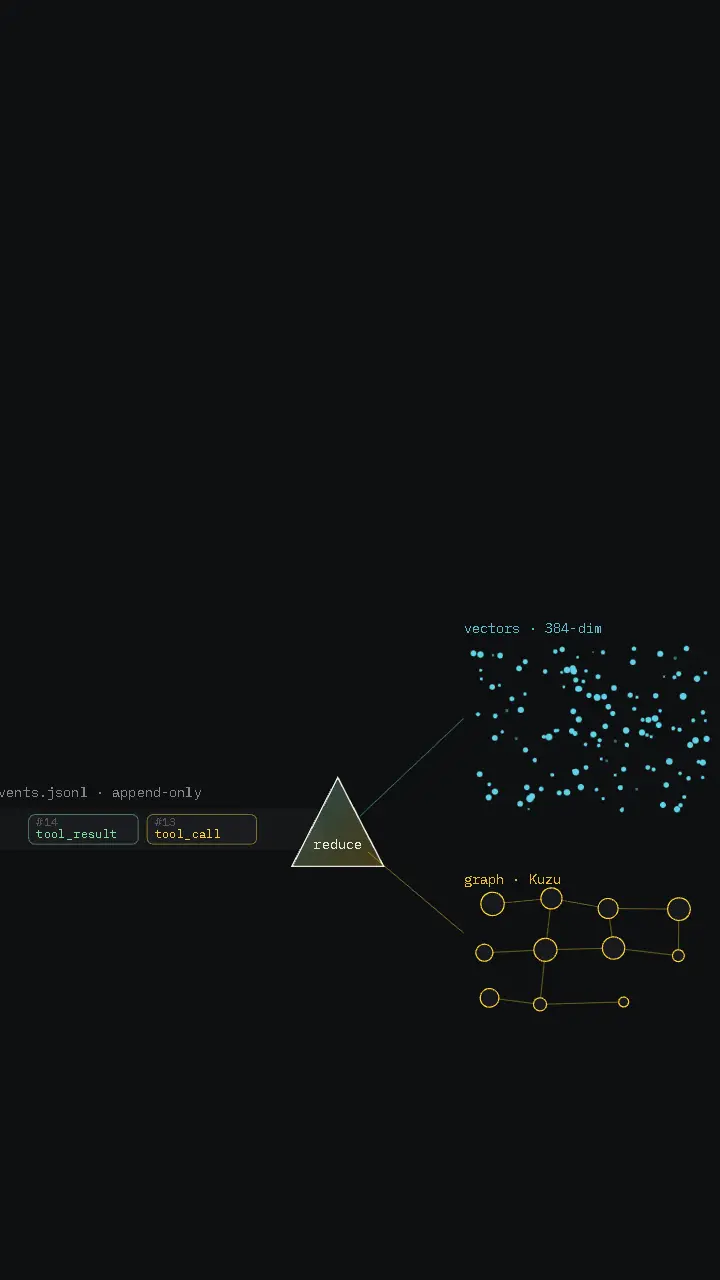 vectors · 384-dim
vents.jsonl · append-only
#14
tool_result
#13
tool_call
reduce
graph · Kuzu